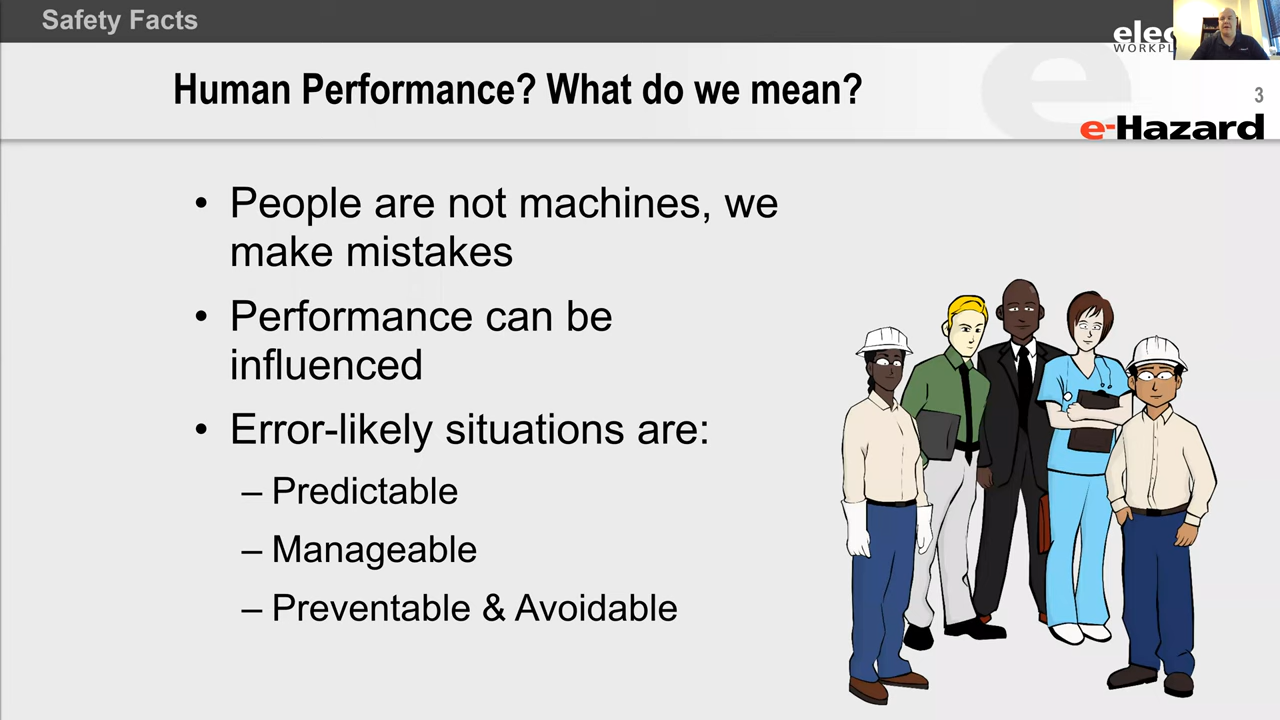 Safety Facts
WORKPL
Human Performance? What do we mean?
3
e-Hazard
• People are not machines, we
make mistakes
• Performance can be
influenced
• Error-likely situations are:
– Predictable
– Manageable
– Preventable & Avoidable